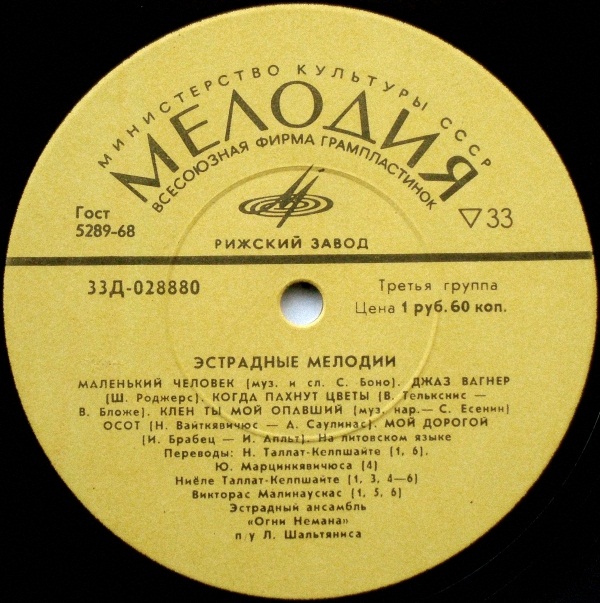 МИНИСТЕРСТВО КУЛЬТУРЫ СССР
МЕЛОДИЯ
ВСЕСОЮЗНАЯ ФИРМА ГРАМПЛАСТИНОК
Гост
5289-68
▽33
РИЖСКИЙ ЗАВОД
33Д-028880
Третья группа
Цена 1 руб. 60 коп.
ЭСТРАДНЫЕ МЕЛОДИИ
МАЛЕНЬКИЙ ЧЕЛОВЕК (муз. и сл. С. Боно). ДЖАЗ ВАГНЕР
(Ш. Роджерс). КОГДА ПАХНУТ ЦВЕТЫ (В. Телькснис —
В. Бложе). КЛЕН ТЫ МОЙ ОПАВШИЙ (муз. нар.— С. Есенин)
ОСОТ (Н. Вайткявичюс — А. Саулинас). МОЙ ДОРОГОЙ
(И. Брабец — И. Апльт). На литовском языке
Переводы: Н. Таллат-Келпшайте (1, 6).
Ю. Марцинкявичюса (4)
Ниёле Таллат-Келпшайте (1, 3, 4—6)
Викторас Малинаускас (1, 5, 6)
Эстрадный ансамбль
«Огни Немана»
п/у Л. Шальтяниса